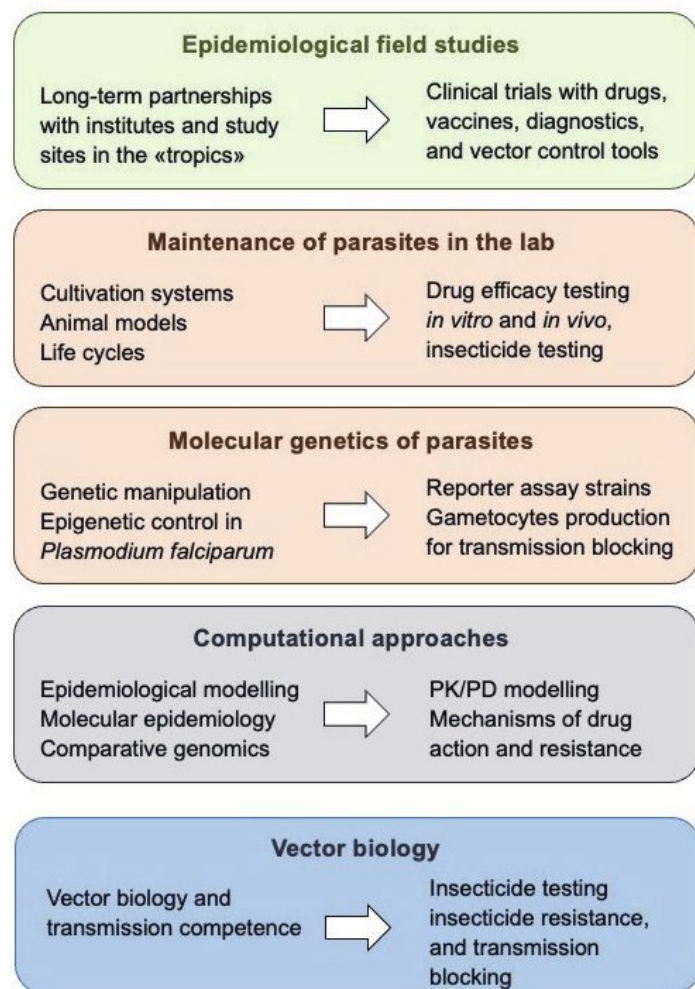 Epidemiological field studies
Long-term partnerships
with institutes and study
sites in the «tropics»
Clinical trials with drugs,
vaccines, diagnostics,
and vector control tools
Maintenance of parasites in the lab
Cultivation systems
Animal models
Life cycles
Drug efficacy testing
in vitro and in vivo,
insecticide testing
Molecular genetics of parasites
Genetic manipulation
Epigenetic control in
Plasmodium falciparum
Reporter assay strains
Gametocytes production
for transmission blocking
Computational approaches
Epidemiological modelling
Molecular epidemiology
Comparative genomics
PK/PD modelling
Mechanisms of drug
action and resistance
Vector biology
Vector biology and
transmission competence
Insecticide testing
insecticide resistance,
and transmission
blocking